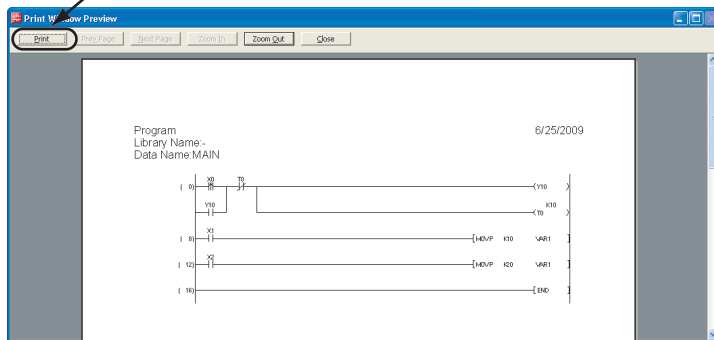 Print Window Preview
Print Prev Page Next Page Zoom In Zoom Out Close
Program 6/25/2009
Library Name:-
Data Name:MAIN
X0 T0
( 0) (Y10 )
Y10 K10
(T0 )
X1
( 8) [MOVP K10 VAR1 ]
X2
( 12) [MOVP K20 VAR1 ]
( 16) [END ]